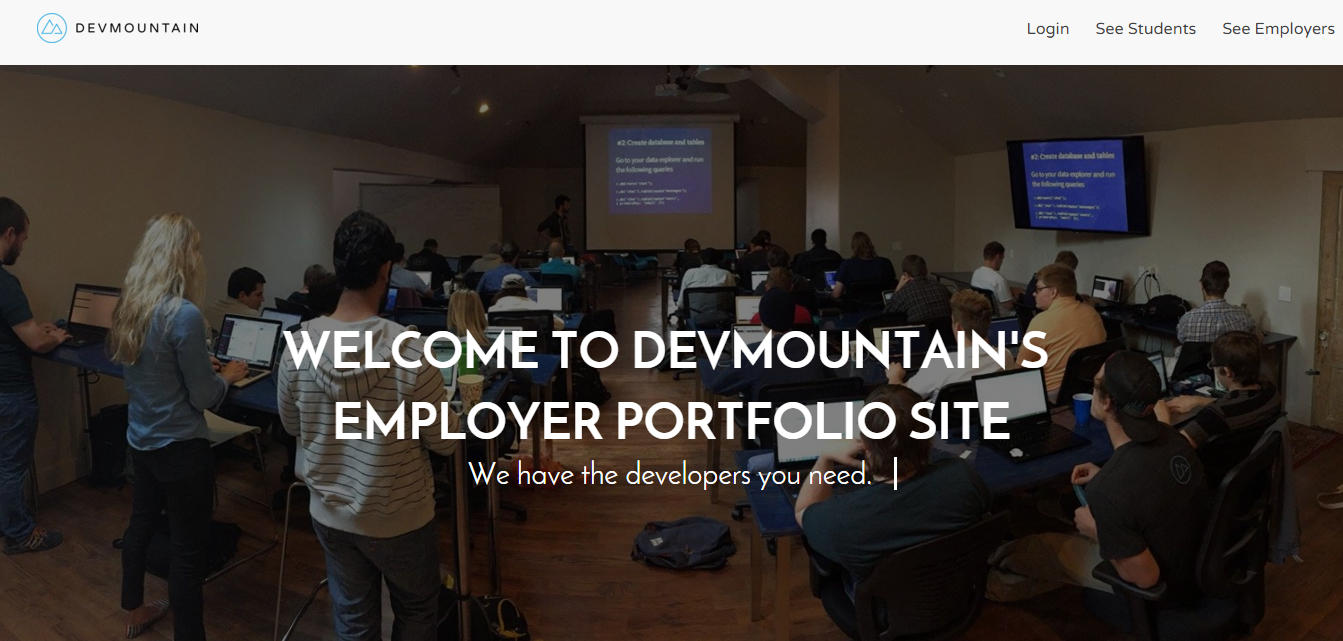 DEVMOUNTAIN
Login See Students See Employers
#2: Create database and tables
Go to your data explorer and run
the following queries
#2: Create database and tables
Go to your data explorer and run
the following queries
WELCOME TO DEVMOUNTAIN'S
EMPLOYER PORTFOLIO SITE
We have the developers you need.